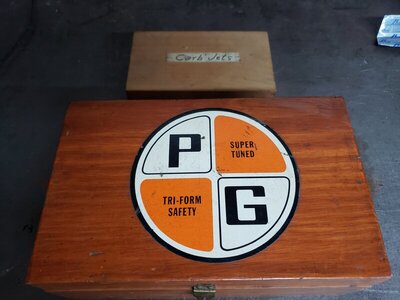 Carb Jets
P
SUPER
TUNED
TRI-FORM
SAFETY
G